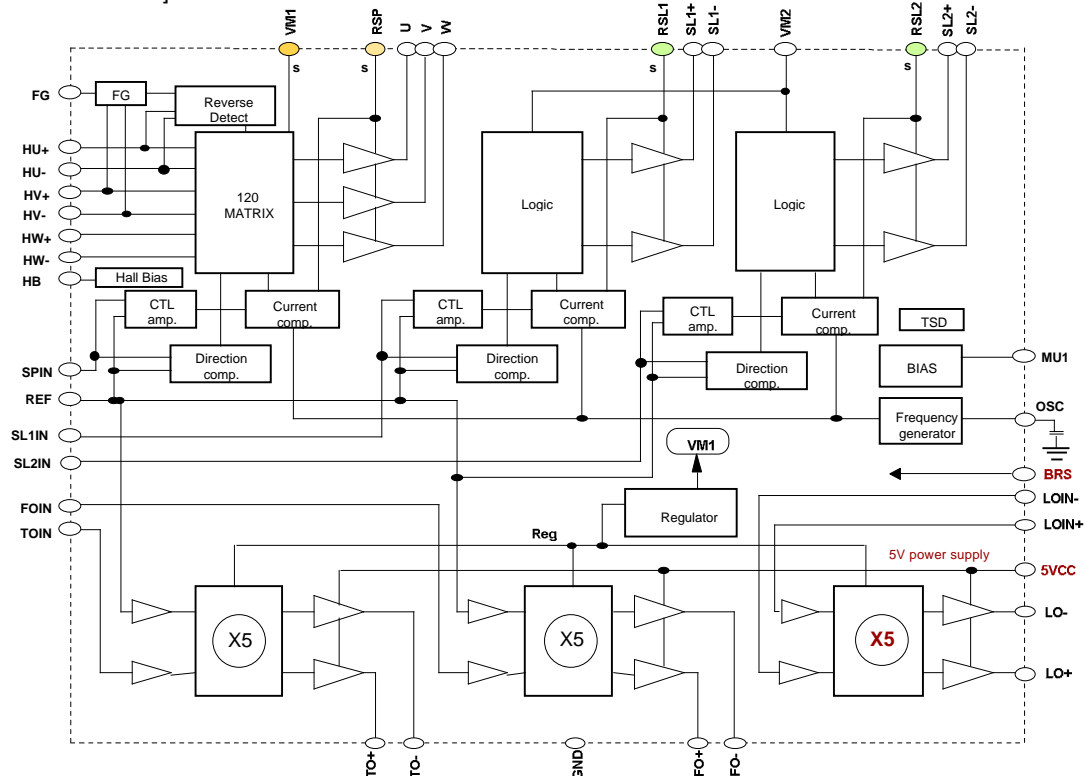 ]
VM1
RSP
U
V
W
RSL1
SL1+
SL1-
VM2
RSL2
SL2+
SL2-
s
s
s
s
FG
FG
Reverse
Detect
HU+
HU-
HV+
HV-
HW+
HW-
HB
120
MATRIX
Logic
Logic
Hall Bias
CTL
amp.
Current
comp.
CTL
amp.
Current
comp.
CTL
amp.
Current
comp.
TSD
Direction
comp.
Direction
comp.
Direction
comp.
BIAS
MU1
SPIN
REF
SL1IN
SL2IN
FOIN
TOIN
Frequency
generator
OSC
VM1
BRS
LOIN-
LOIN+
Regulator
Reg
5V power supply
5VCC
X5
X5
X5
LO-
LO+
TO+
TO-
GND
FO+
FO-